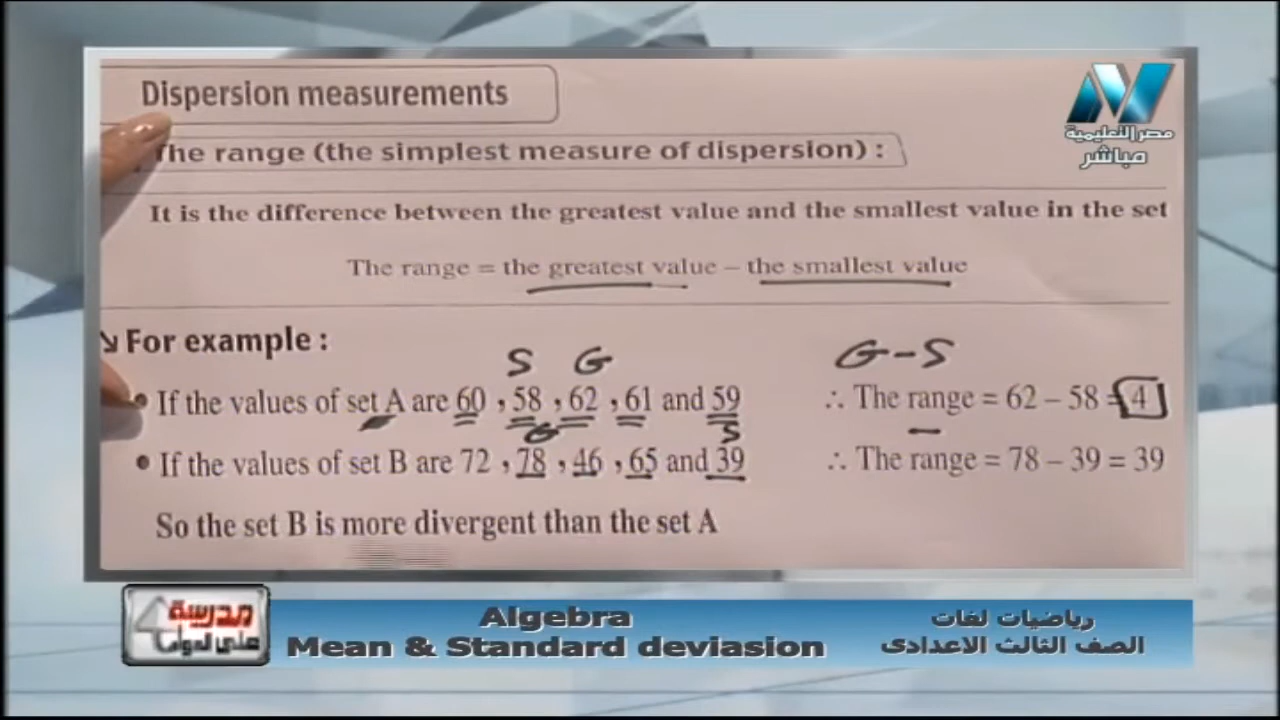 Dispersion measurements
مصر التعليمية
مباشر
The range (the simplest measure of dispersion) :
It is the difference between the greatest value and the smallest value in the set
The range = the greatest value – the smallest value
For example :
S G G-S
• If the values of set A are 60 , 58 , 62 , 61 and 59 ∴ The range = 62 – 58 = 4
G S
• If the values of set B are 72 , 78 , 46 , 65 and 39 ∴ The range = 78 – 39 = 39
So the set B is more divergent than the set A
مدرسة
على الهواء
Algebra
Mean & Standard deviasion
رياضيات لغات
الصف الثالث الاعدادى